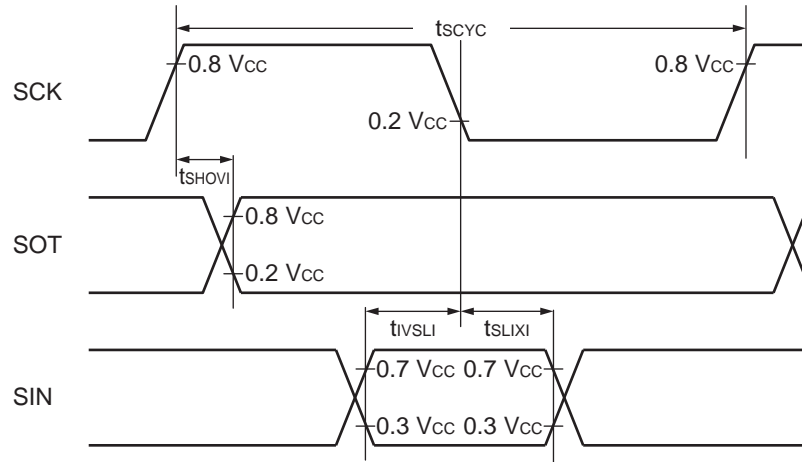 tSCYC
SCK
0.8 VCC
0.8 VCC
0.2 VCC
tSHOVI
SOT
0.8 VCC
0.2 VCC
tIVSLI
tSLIXI
SIN
0.7 VCC
0.7 VCC
0.3 VCC
0.3 VCC